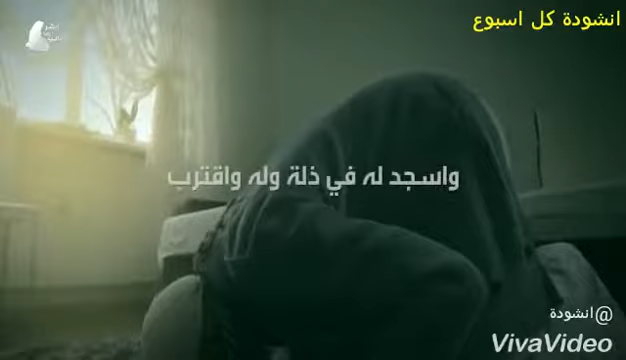 انشودة كل اسبوع
واسجد له في ذلة وله واقترب
@انشودة
VivaVideo